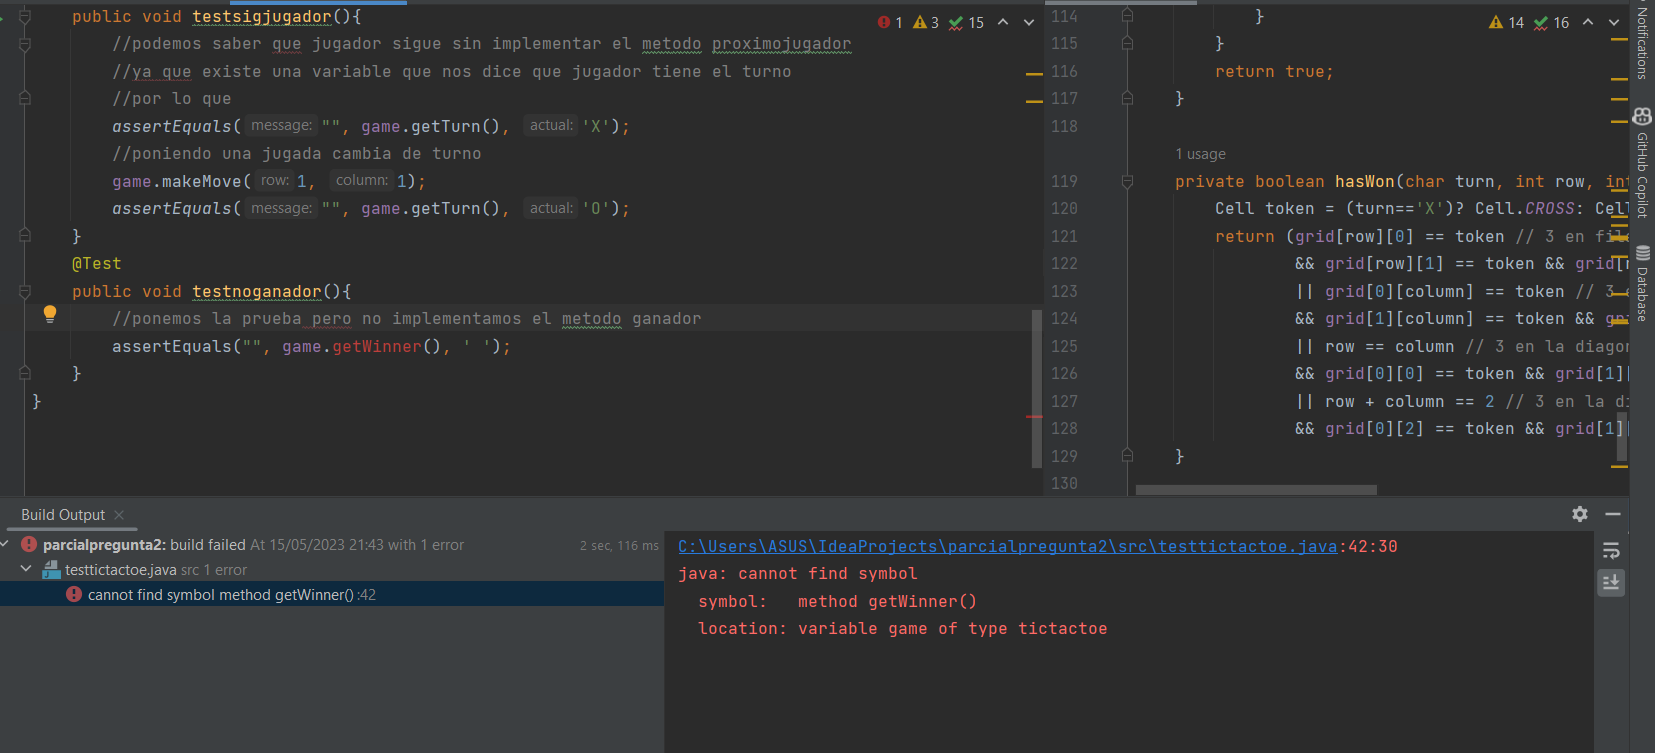 public void testsigjugador(){
1 3 15
//podemos saber que jugador sigue sin implementar el metodo proximojugador
//ya que existe una variable que nos dice que jugador tiene el turno
//por lo que
assertEquals( message: "", game.getTurn(), actual: 'X');
//poniendo una jugada cambia de turno
game.makeMove( row: 1, column: 1);
assertEquals( message: "", game.getTurn(), actual: 'O');
}
@Test
public void testnoganador(){
//ponemos la prueba pero no implementamos el metodo ganador
assertEquals("", game.getWinner(), ' ');
}
}
14 16
114 }
115 }
116 return true;
117 }
118
1 usage
119 private boolean hasWon(char turn, int row, int
120 Cell token = (turn=='X')? Cell.CROSS: Cel
121 return (grid[row][0] == token // 3 en fil
122 && grid[row][1] == token && grid[r
123 || grid[0][column] == token // 3
124 && grid[1][column] == token && gr
125 || row == column // 3 en la diagon
126 && grid[0][0] == token && grid[1][
127 || row + column == 2 // 3 en la di
128 && grid[0][2] == token && grid[1]
129 }
130
Notifications
GitHub Copilot
Database
Build Output
parcialpregunta2: build failed At 15/05/2023 21:43 with 1 error 2 sec, 116 ms
testtictactoe.java src 1 error
cannot find symbol method getWinner() :42
C:\Users\ASUS\IdeaProjects\parcialpregunta2\src\testtictactoe.java:42:30
java: cannot find symbol
symbol: method getWinner()
location: variable game of type tictactoe